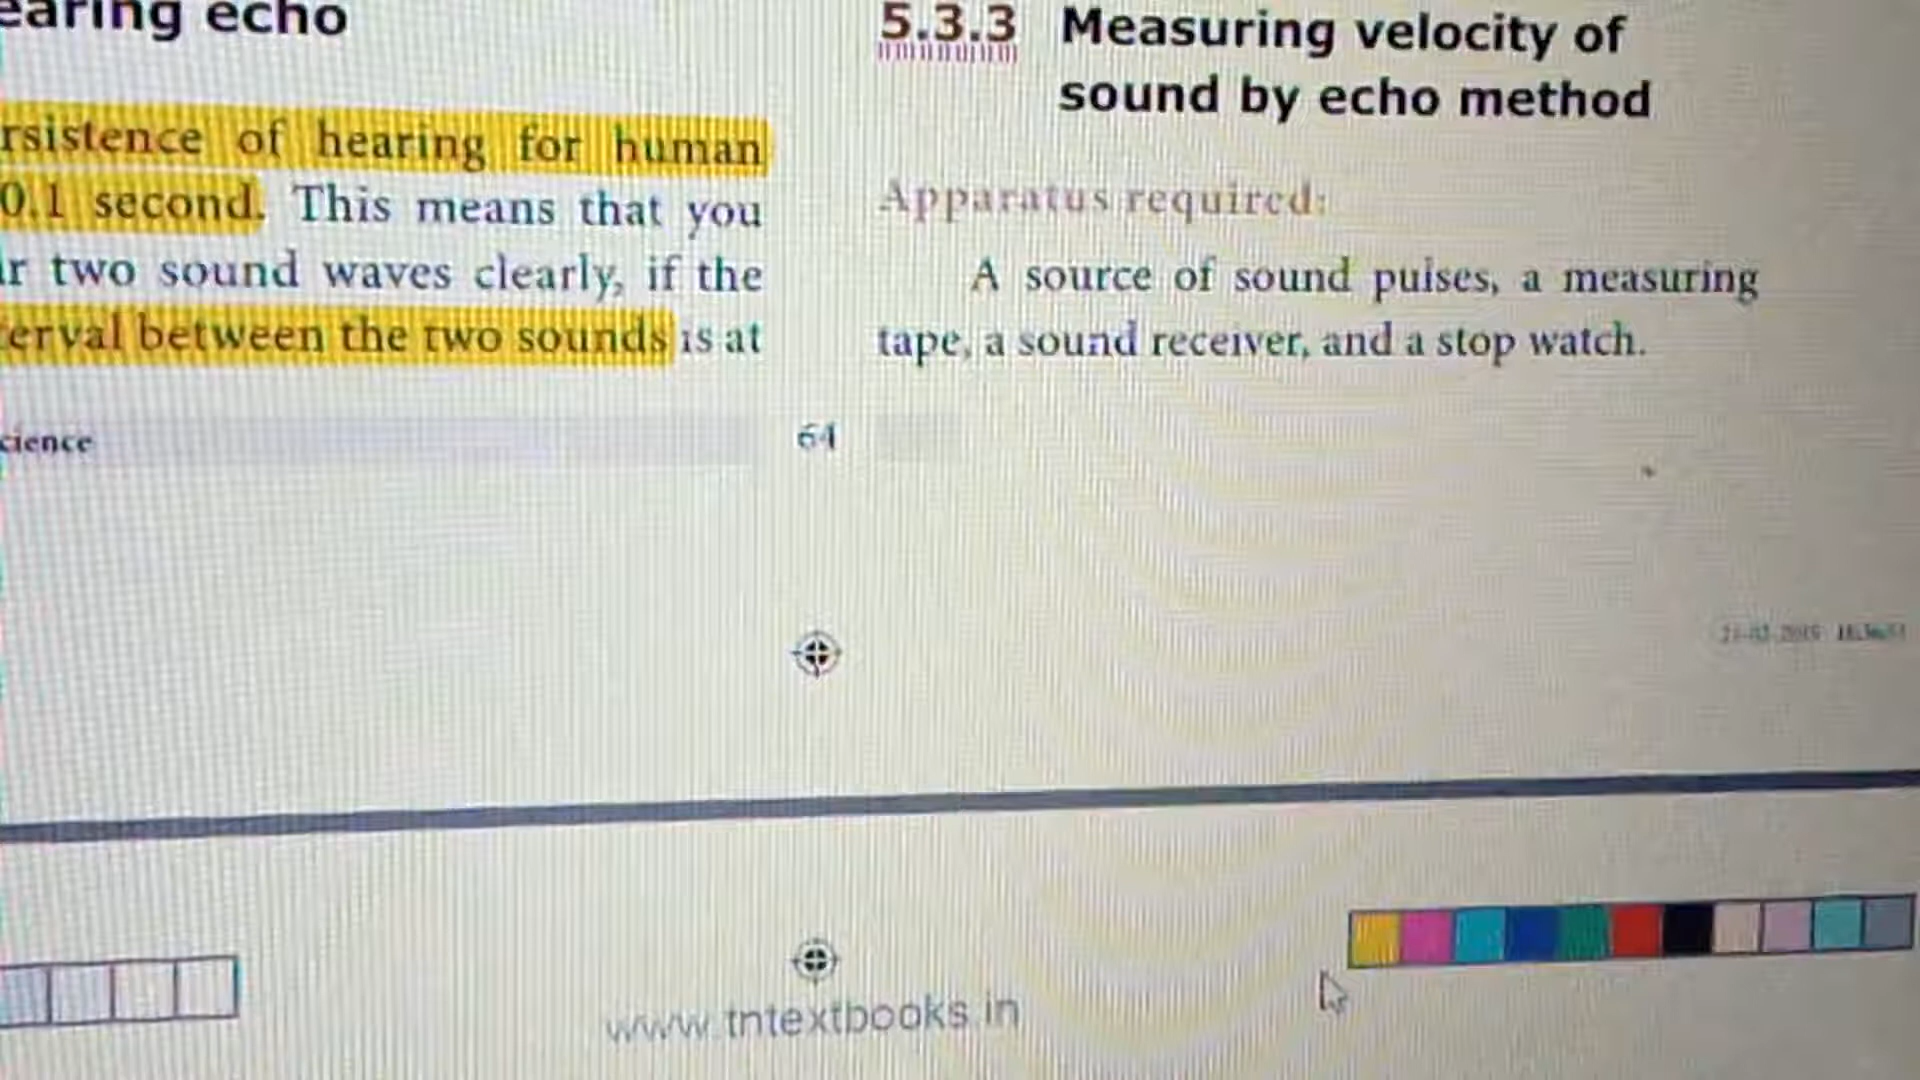 earing echo
rsistence of hearing for human
0.1 second. This means that you
r two sound waves clearly, if the
erval between the two sounds is at
cience
64
5.3.3 Measuring velocity of
sound by echo method
Apparatus required:
A source of sound pulses, a measuring
tape, a sound receiver, and a stop watch.
www.tntextbooks.in